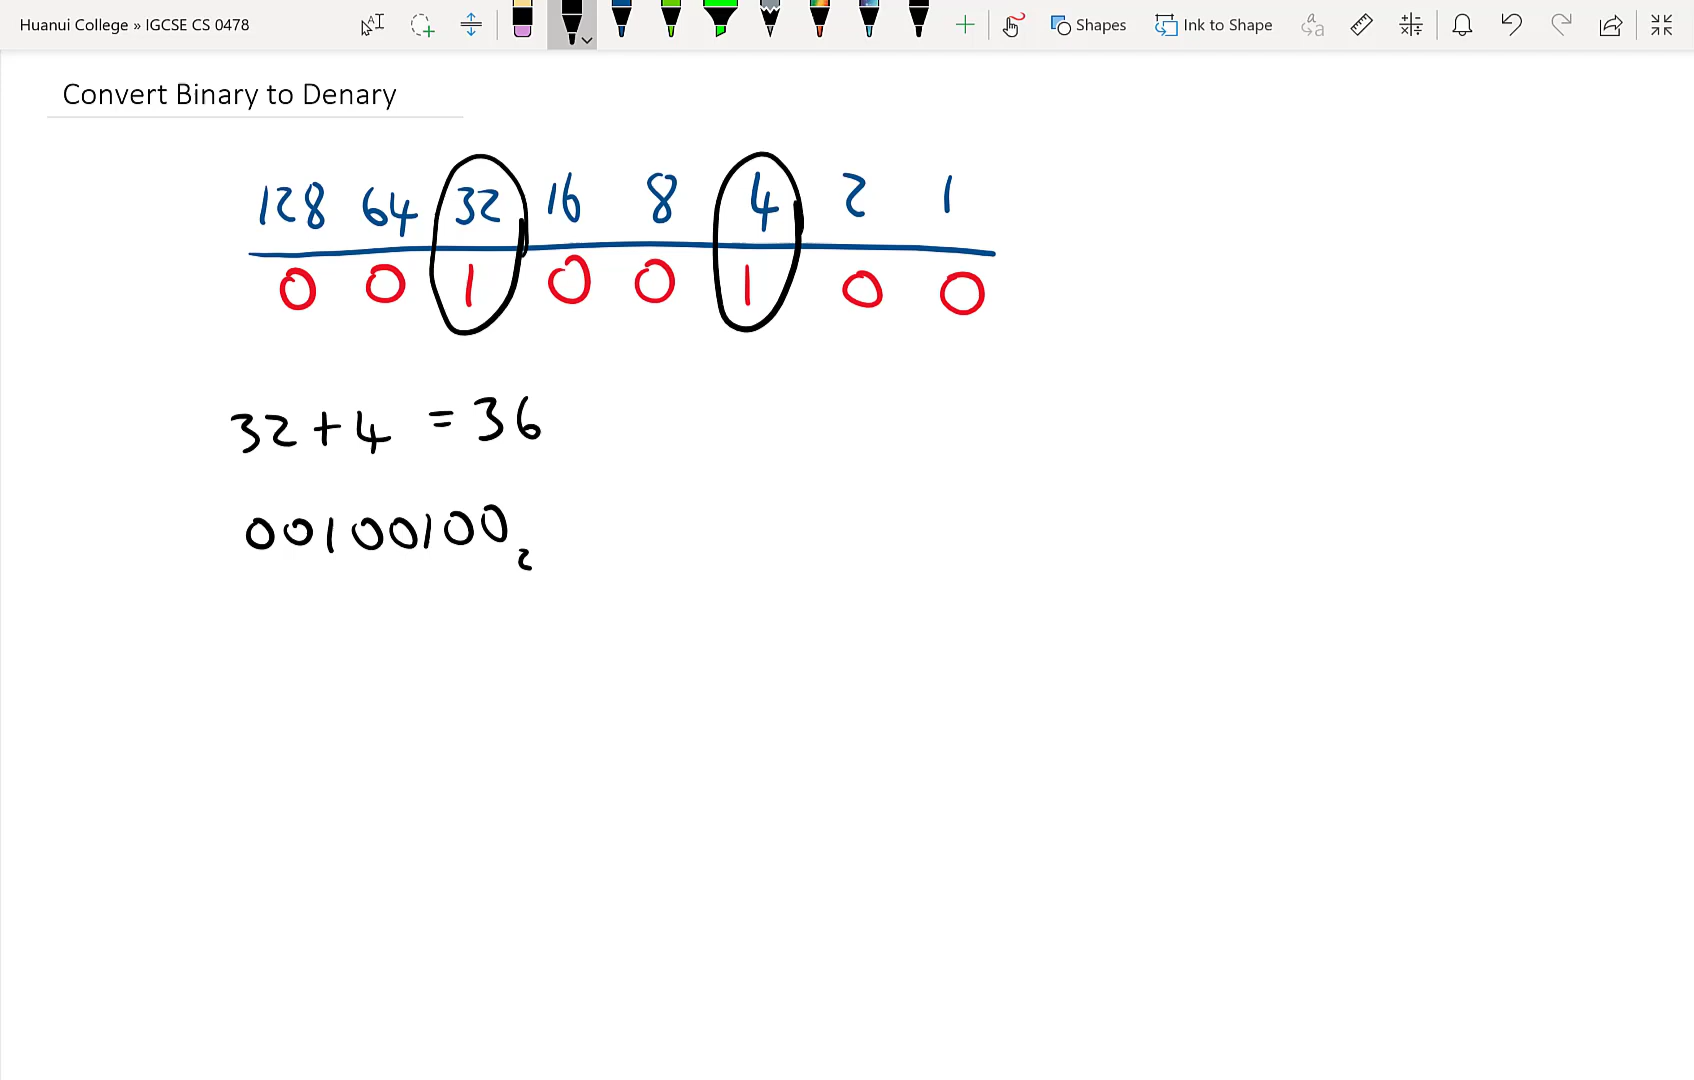 Huanui College » IGCSE CS 0478
Shapes
Ink to Shape
Convert Binary to Denary
128 64 32 16 8 4 2 1
0 0 1 0 0 1 0 0
32 + 4 = 36
00100100₂